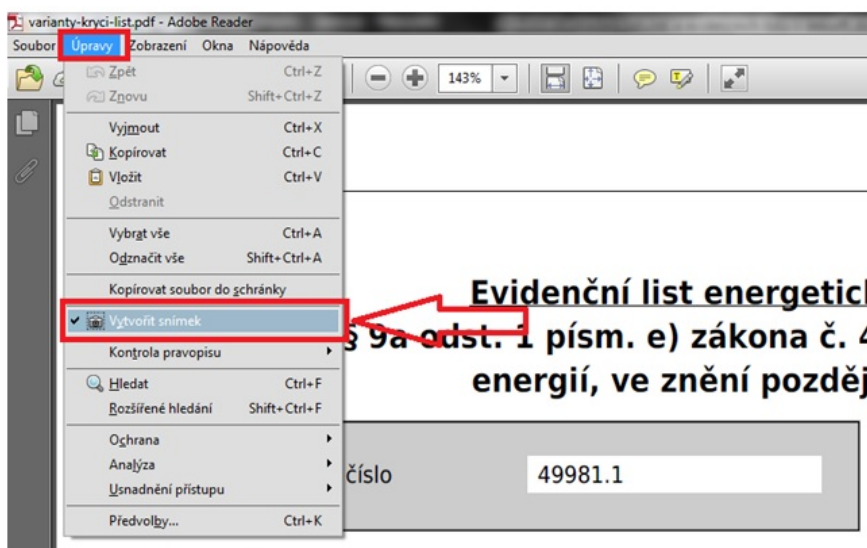 varianty-kryci-list.pdf - Adobe Reader
Soubor Úpravy Zobrazení Okna Nápověda
143%
Zpět Ctrl+Z
Znovu Shift+Ctrl+Z
Vyjmout Ctrl+X
Kopírovat Ctrl+C
Vložit Ctrl+V
Odstranit
Vybrat vše Ctrl+A
Odznačit vše Shift+Ctrl+A
Kopírovat soubor do schránky
Vytvořit snímek
Kontrola pravopisu
Hledat Ctrl+F
Rozšířené hledání Shift+Ctrl+F
Ochrana
Analýza
Usnadnění přístupu
Předvolby... Ctrl+K
Evidenční list energetick
§ 9a odst. 1 písm. e) zákona č. 4
energií, ve znění pozděj
číslo 49981.1